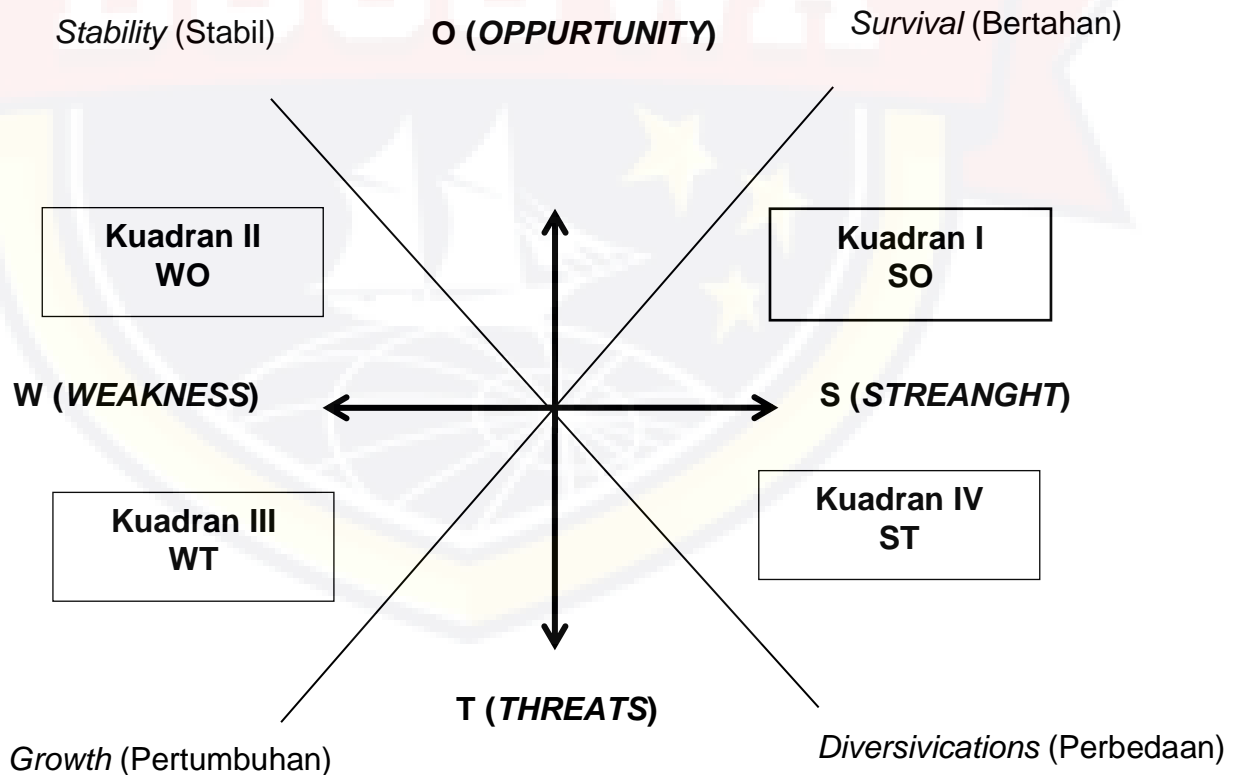 Stability (Stabil)
O (OPPURTUNITY)
Survival (Bertahan)
Kuadran II
WO
Kuadran I
SO
W (WEAKNESS)
S (STREANGHT)
Kuadran III
WT
Kuadran IV
ST
T (THREATS)
Growth (Pertumbuhan)
Diversivications (Perbedaan)